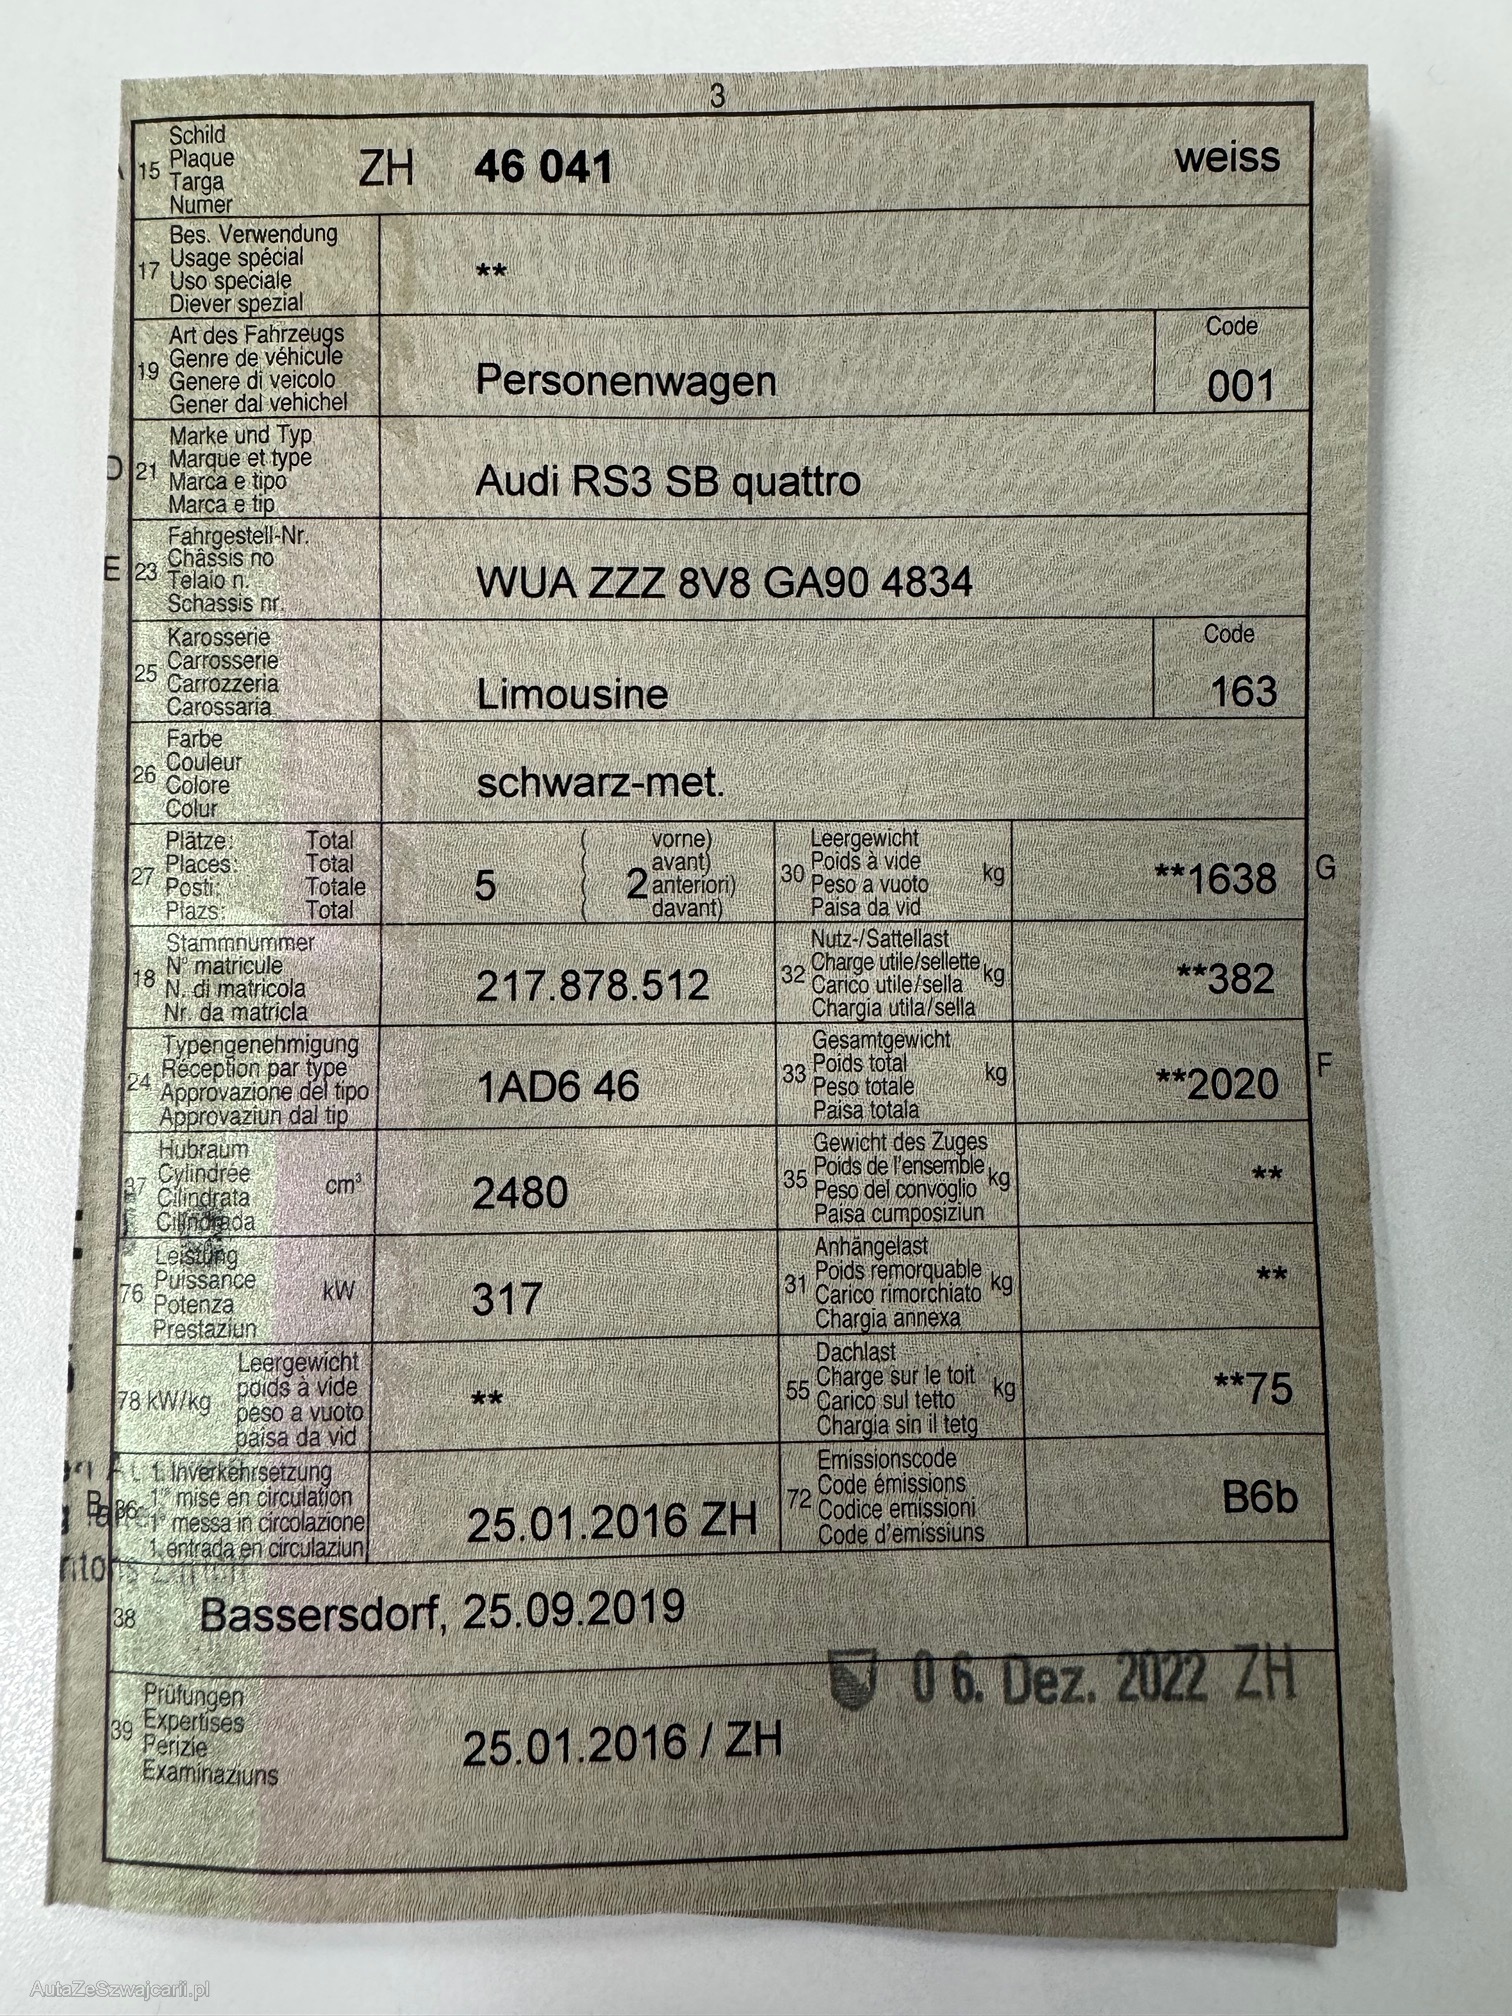 3
15 Schild
Plaque
Targa
Numer
ZH 46 041 weiss
17 Bes. Verwendung
Usage spécial
Uso speciale
Diever spezial
**
19 Art des Fahrzeugs
Genre de véhicule
Genere di veicolo
Gener dal vehichel
Personenwagen
Code
001
D 21 Marke und Typ
Marque et type
Marca e tipo
Marca e tip
Audi RS3 SB quattro
E 23 Fahrgestell-Nr.
Châssis no
Telaio n.
Schassis nr.
WUA ZZZ 8V8 GA90 4834
25 Karosserie
Carrosserie
Carrozzeria
Carossaria
Limousine
Code
163
26 Farbe
Couleur
Colore
Colur
schwarz-met.
27 Plätze: Total
Places: Total
Posti: Totale
Plazs: Total
5
( vorne)
( avant)
( 2 anteriori)
( davant)
30 Leergewicht
Poids à vide
Peso a vuoto
Paisa da vid
kg
**1638
G
18 Stammnummer
N° matricule
N. di matricola
Nr. da matricla
217.878.512
32 Nutz-/Sattellast
Charge utile/sellette
Carico utile/sella
Chargia utila/sella
kg
**382
24 Typengenehmigung
Réception par type
Approvazione del tipo
Approvaziun dal tip
1AD6 46
33 Gesamtgewicht
Poids total
Peso totale
Paisa totala
kg
**2020
F
37 Hubraum
Cylindrée
Cilindrata
Cilindrada
cm³
2480
35 Gewicht des Zuges
Poids de l'ensemble
Peso del convoglio
Paisa cumposiziun
kg
**
76 Leistung
Puissance
Potenza
Prestaziun
kW
317
31 Anhängelast
Poids remorquable
Carico rimorchiato
Chargia annexa
kg
**
78 kW/kg
Leergewicht
poids à vide
peso a vuoto
paisa da vid
**
55 Dachlast
Charge sur le toit
Carico sul tetto
Chargia sin il tetg
kg
**75
B 36 1. Inverkehrsetzung
1re mise en circulation
1a messa in circolazione
1. entrada en circulaziun
25.01.2016 ZH
72 Emissionscode
Code émissions
Codice emissioni
Code d'emissiuns
B6b
38 Bassersdorf, 25.09.2019
06. Dez. 2022 ZH
39 Prüfungen
Expertises
Perizie
Examinaziuns
25.01.2016 / ZH
AutaZeSzwajcarii.pl